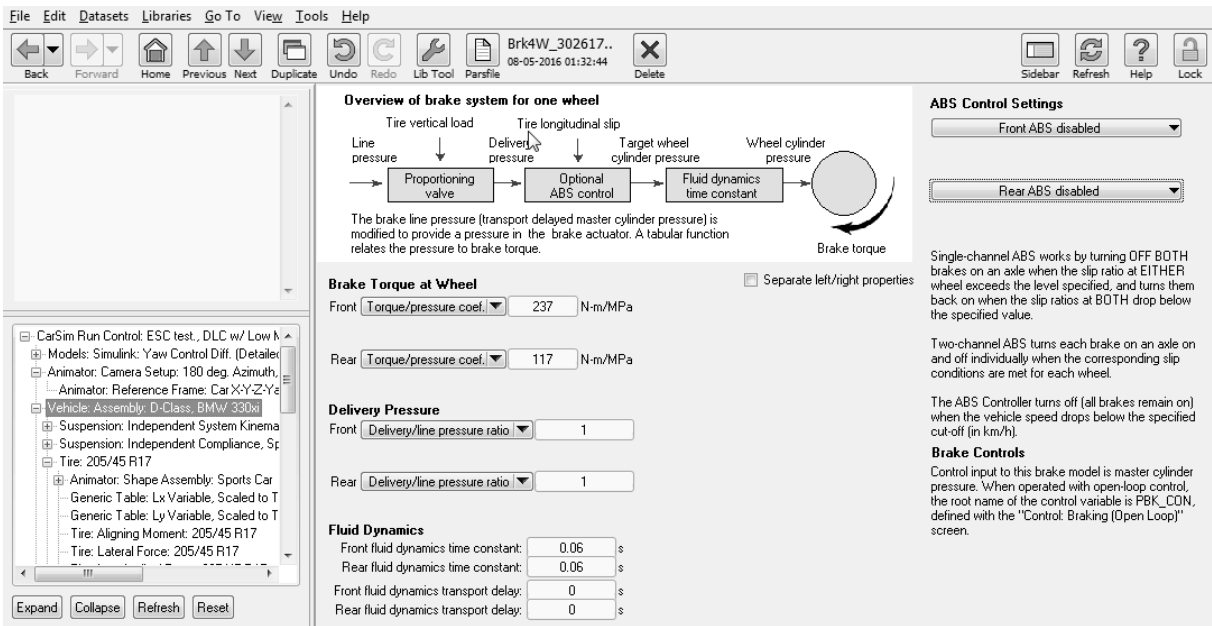 File Edit Datasets Libraries Go To View Tools Help
Back Forward Home Previous Next Duplicate Undo Redo Lib Tool Parsfile Brk4W_302617.. Delete Sidebar Refresh Help Lock
08-05-2016 01:32:44
Overview of brake system for one wheel
Tire vertical load Tire longitudinal slip
Line pressure
Delivery pressure
Target wheel cylinder pressure
Wheel cylinder pressure
Proportioning valve
Optional ABS control
Fluid dynamics time constant
The brake line pressure (transport delayed master cylinder pressure) is
modified to provide a pressure in the brake actuator. A tabular function
relates the pressure to brake torque.
Brake torque
Brake Torque at Wheel
Separate left/right properties
Front Torque/pressure coef. 237 N-m/MPa
Rear Torque/pressure coef. 117 N-m/MPa
Delivery Pressure
Front Delivery/line pressure ratio 1
Rear Delivery/line pressure ratio 1
Fluid Dynamics
Front fluid dynamics time constant: 0.06 s
Rear fluid dynamics time constant: 0.06 s
Front fluid dynamics transport delay: 0 s
Rear fluid dynamics transport delay: 0 s
ABS Control Settings
Front ABS disabled
Rear ABS disabled
Single-channel ABS works by turning OFF BOTH
brakes on an axle when the slip ratio at EITHER
wheel exceeds the level specified, and turns them
back on when the slip ratios at BOTH drop below
the specified value.
Two-channel ABS turns each brake on an axle on
and off individually when the corresponding slip
conditions are met for each wheel.
The ABS Controller turns off (all brakes remain on)
when the vehicle speed drops below the specified
cut-off (in km/h).
Brake Controls
Control input to this brake model is master cylinder
pressure. When operated with open-loop control,
the root name of the control variable is PBK_CON,
defined with the "Control: Braking (Open Loop)"
screen.
CarSim Run Control: ESC test., DLC w/ Low
Models: Simulink: Yaw Control Diff. (Detailed
Animator: Camera Setup: 180 deg. Azimuth,
Animator: Reference Frame: Car X-Y-Z-Ya
Vehicle: Assembly: D-Class, BMW 330xi
Suspension: Independent System Kinema
Suspension: Independent Compliance, Sp
Tire: 205/45 R17
Animator: Shape Assembly: Sports Car
Generic Table: Lx Variable, Scaled to T
Generic Table: Ly Variable, Scaled to T
Tire: Aligning Moment: 205/45 R17
Tire: Lateral Force: 205/45 R17
Expand Collapse Refresh Reset